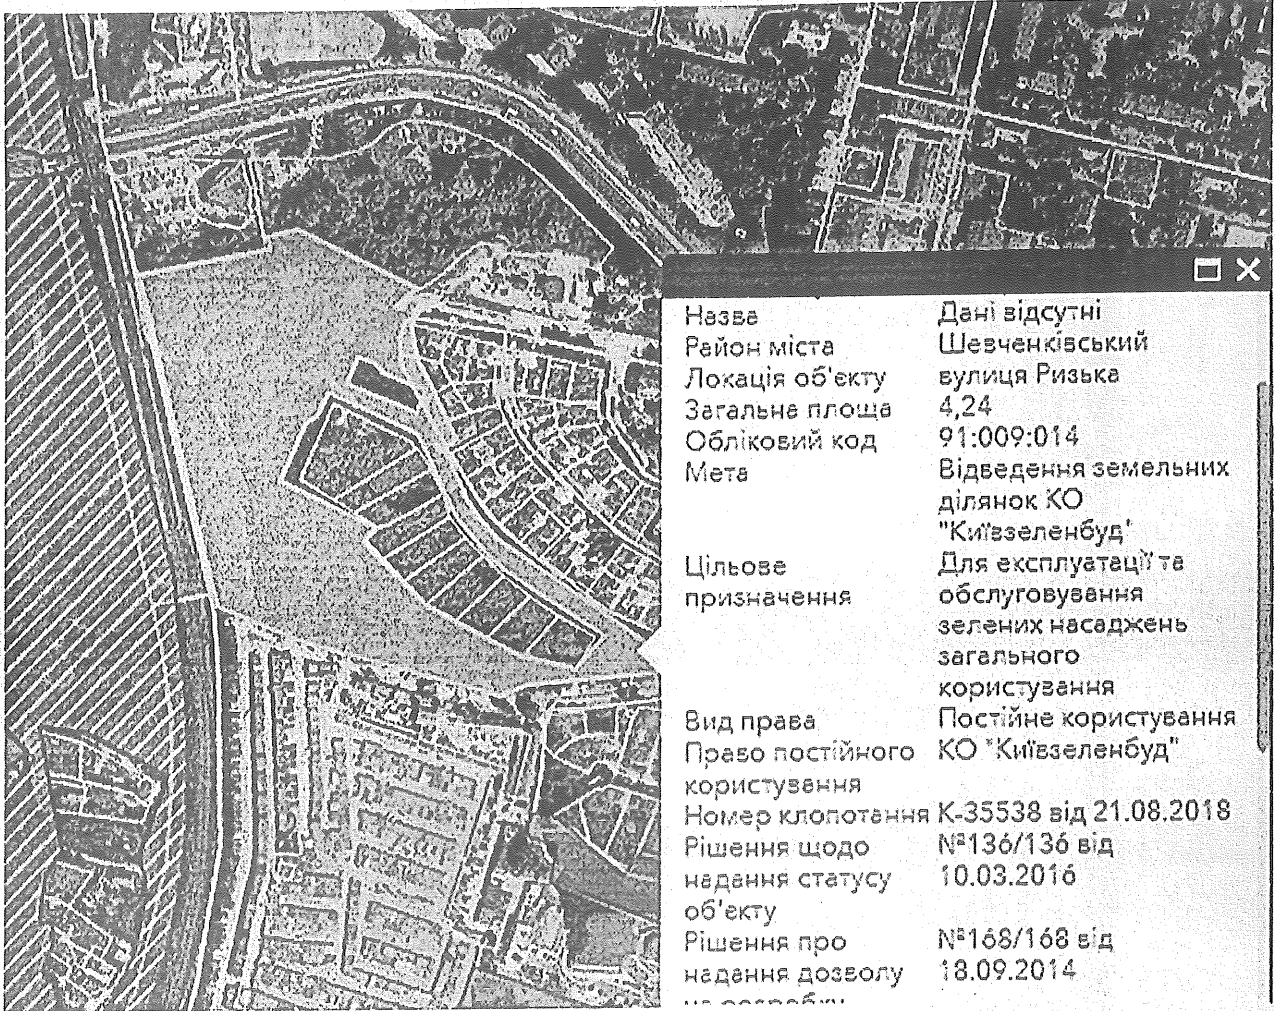 Назва Дані відсутні
Район міста Шевченківський
Локація об'єкту вулиця Ризька
Загальна площа 4,24
Обліковий код 91:009:014
Мета Відведення земельних
ділянок КО
"Київзеленбуд"
Цільове Для експлуатації та
призначення обслуговування
зелених насаджень
загального
користування
Вид права Постійне користування
Право постійного КО "Київзеленбуд"
користування
Номер клопотання К-35538 від 21.08.2018
Рішення щодо №136/136 від
надання статусу 10.03.2016
об'єкту
Рішення про №168/168 від
надання дозволу 18.09.2014
на розробку